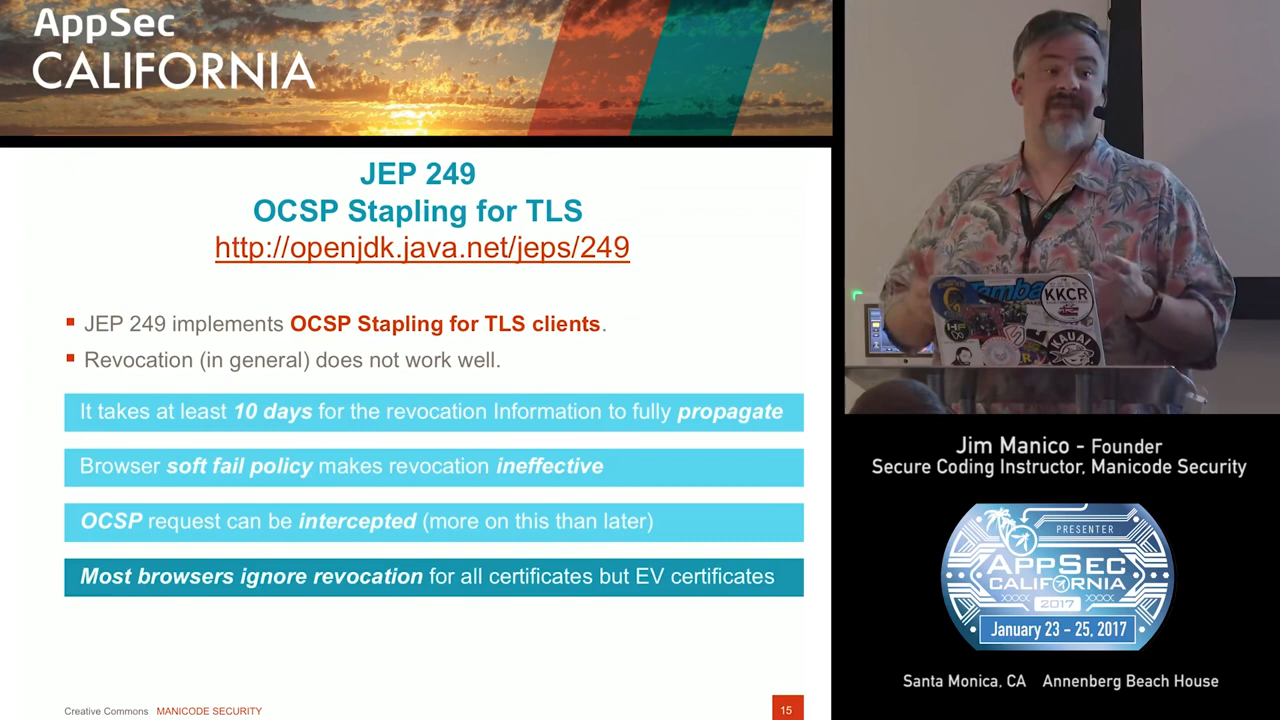 AppSec
CALIFORNIA
JEP 249
OCSP Stapling for TLS
http://openjdk.java.net/jeps/249
JEP 249 implements OCSP Stapling for TLS clients.
Revocation (in general) does not work well.
It takes at least 10 days for the revocation Information to fully propagate
Browser soft fail policy makes revocation ineffective
OCSP request can be intercepted (more on this than later)
Most browsers ignore revocation for all certificates but EV certificates
Creative Commons MANICODE SECURITY
15
KKCR
KAUAI
Jim Manico - Founder
Secure Coding Instructor, Manicode Security
PRESENTER
APPSEC
CALIFORNIA
2017
January 23 - 25, 2017
Santa Monica, CA Annenberg Beach House